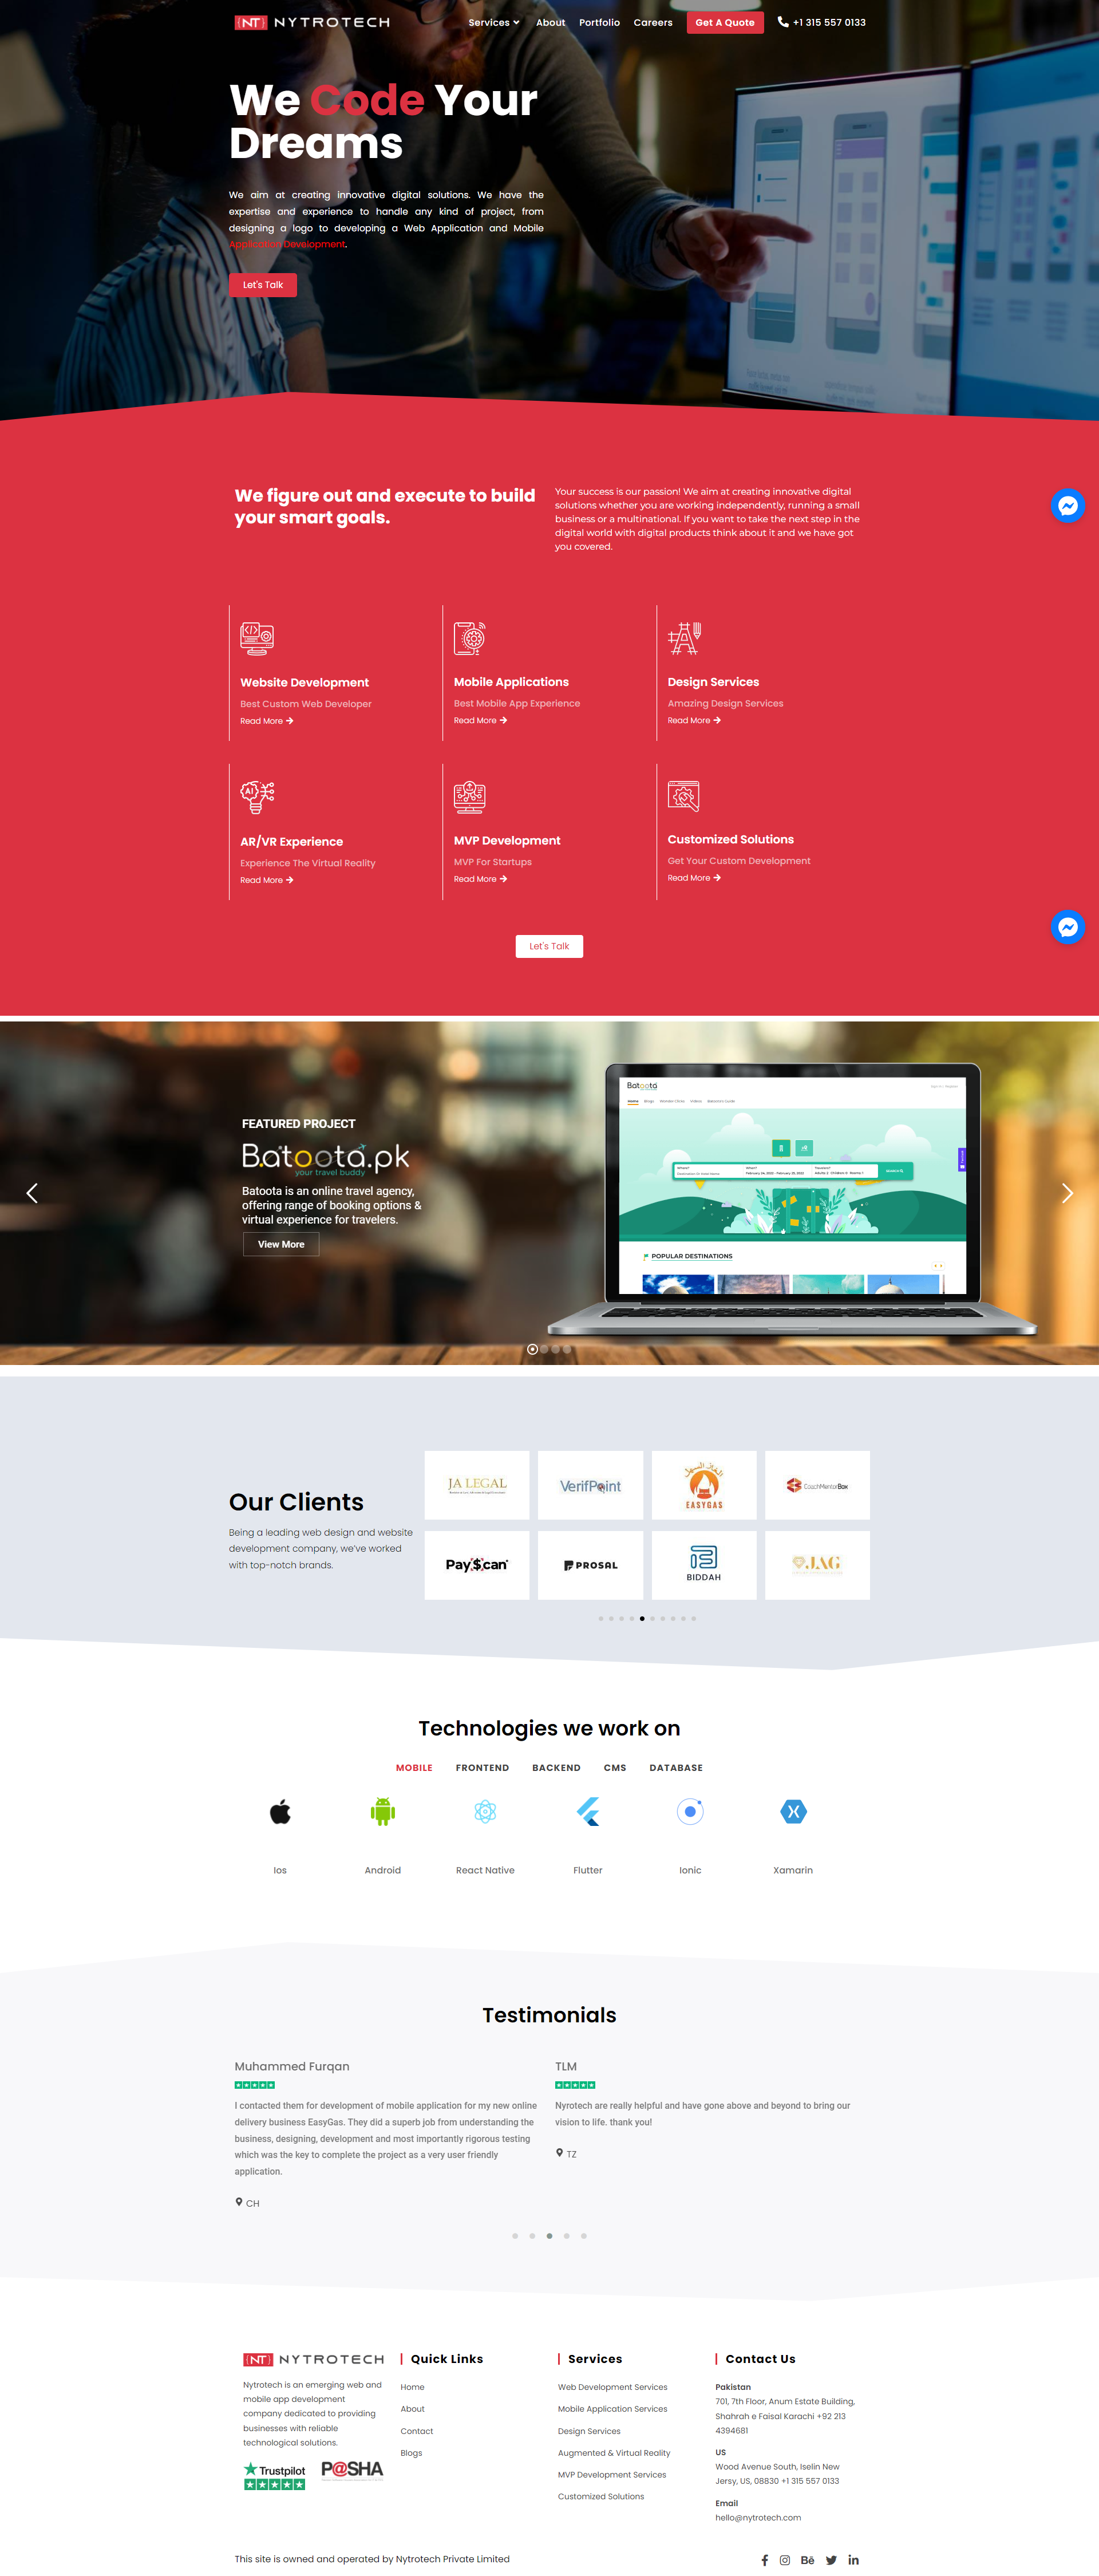 NT NYTROTECH
Services
About
Portfolio
Careers
Get A Quote
+1 315 557 0133
We Code Your
Dreams
We aim at creating innovative digital solutions. We have the
expertise and experience to handle any kind of project, from
designing a logo to developing a Web Application and Mobile
Application Development.
Let's Talk
We figure out and execute to build
your smart goals.
Your success is our passion! We aim at creating innovative digital
solutions whether you are working independently, running a small
business or a multinational. If you want to take the next step in the
digital world with digital products think about it and we have got
you covered.
Website Development
Best Custom Web Developer
Read More
Mobile Applications
Best Mobile App Experience
Read More
Design Services
Amazing Design Services
Read More
AR/VR Experience
Experience The Virtual Reality
Read More
MVP Development
MVP For Startups
Read More
Customized Solutions
Get Your Custom Development
Read More
Let's Talk
FEATURED PROJECT
Batoota.pk
your travel buddy
Batoota is an online travel agency,
offering range of booking options &
virtual experience for travelers.
View More
Batoota
Home
Blogs
Videos
POPULAR DESTINATIONS
Our Clients
Being a leading web design and website
development company, we've worked
with top-notch brands.
JA LEGAL
VerifPoint
EASYGAS
CoachMentorBox
Pay$can
PROSAL
BIDDAH
JAG
Technologies we work on
MOBILE
FRONTEND
BACKEND
CMS
DATABASE
Ios
Android
React Native
Flutter
Ionic
Xamarin
Testimonials
Muhammed Furqan
I contacted them for development of mobile application for my new online
delivery business EasyGas. They did a superb job from understanding the
business, designing, development and most importantly rigorous testing
which was the key to complete the project as a very user friendly
application.
CH
TLM
Nyrotech are really helpful and have gone above and beyond to bring our
vision to life. thank you!
TZ
NT NYTROTECH
Nytrotech is an emerging web and
mobile app development
company dedicated to providing
businesses with reliable
technological solutions.
Trustpilot
P@SHA
Quick Links
Home
About
Contact
Blogs
Services
Web Development Services
Mobile Application Services
Design Services
Augmented & Virtual Reality
MVP Development Services
Customized Solutions
Contact Us
Pakistan
701, 7th Floor, Anum Estate Building,
Shahrah e Faisal Karachi +92 213
4394681
US
Wood Avenue South, Iselin New
Jersy, US, 08830 +1 315 557 0133
Email
hello@nytrotech.com
This site is owned and operated by Nytrotech Private Limited